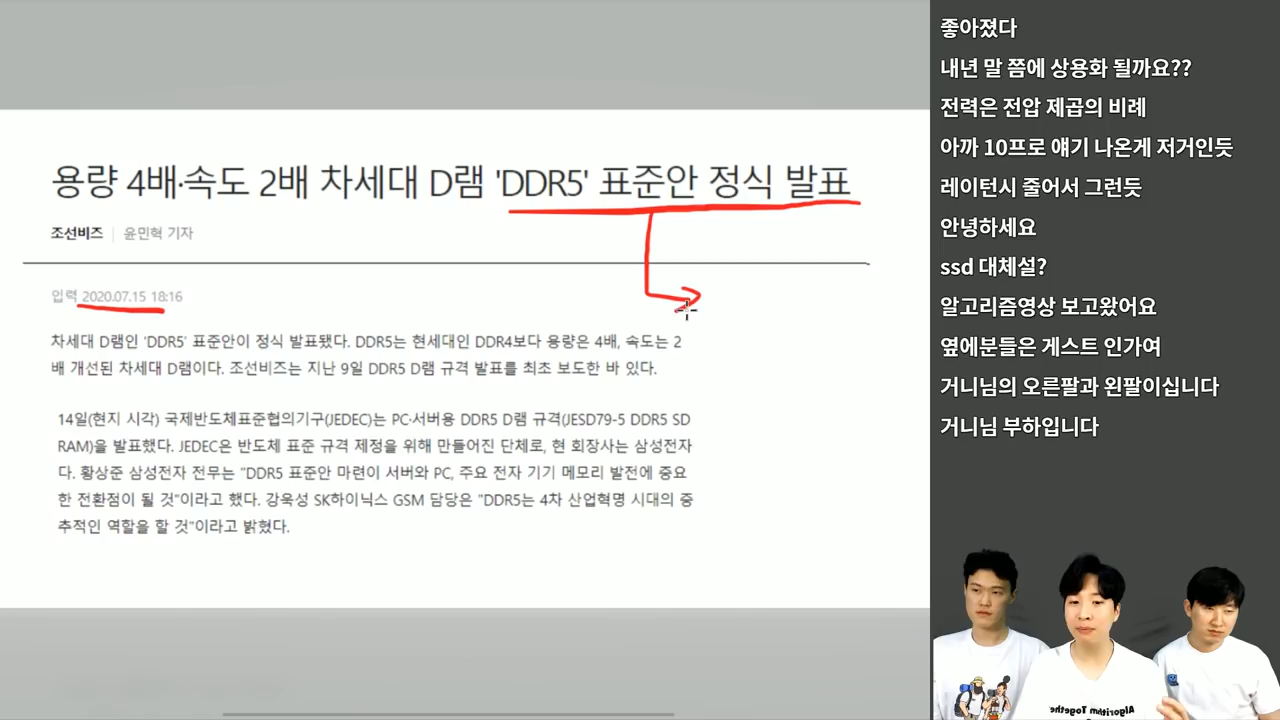 용량 4배·속도 2배 차세대 D램 'DDR5' 표준안 정식 발표
조선비즈 | 윤민혁 기자
입력 2020.07.15 18:16
차세대 D램인 'DDR5' 표준안이 정식 발표됐다. DDR5는 현세대인 DDR4보다 용량은 4배, 속도는 2
배 개선된 차세대 D램이다. 조선비즈는 지난 9일 DDR5 D램 규격 발표를 최초 보도한 바 있다.
14일(현지 시각) 국제반도체표준협의기구(JEDEC)는 PC·서버용 DDR5 D램 규격(JESD79-5 DDR5 SD
RAM)을 발표했다. JEDEC은 반도체 표준 규격 제정을 위해 만들어진 단체로, 현 회장사는 삼성전자
다. 황상준 삼성전자 전무는 "DDR5 표준안 마련이 서버와 PC, 주요 전자 기기 메모리 발전에 중요
한 전환점이 될 것"이라고 했다. 강욱성 SK하이닉스 GSM 담당은 "DDR5는 4차 산업혁명 시대의 중
추적인 역할을 할 것"이라고 밝혔다.
좋아졌다
내년 말 쯤에 상용화 될까요??
전력은 전압 제곱의 비례
아까 10프로 얘기 나온게 저거인듯
레이턴시 줄어서 그런듯
안녕하세요
ssd 대체설?
알고리즘영상 보고왔어요
옆에분들은 게스트 인가여
거니님의 오른팔과 왼팔이십니다
거니님 부하입니다
Algorithm Togethe